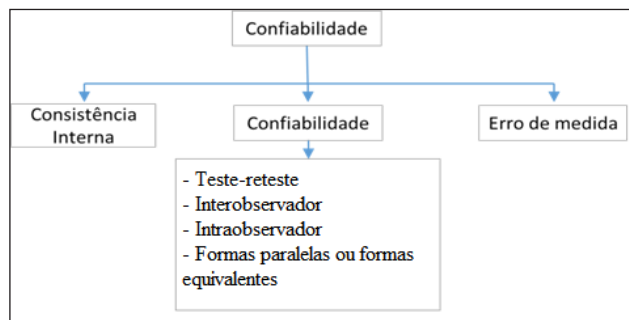 Confiabilidade
Consistência
Interna
Confiabilidade
Erro de medida
- Teste-reteste
- Interobservador
- Intraobservador
- Formas paralelas ou formas
equivalentes